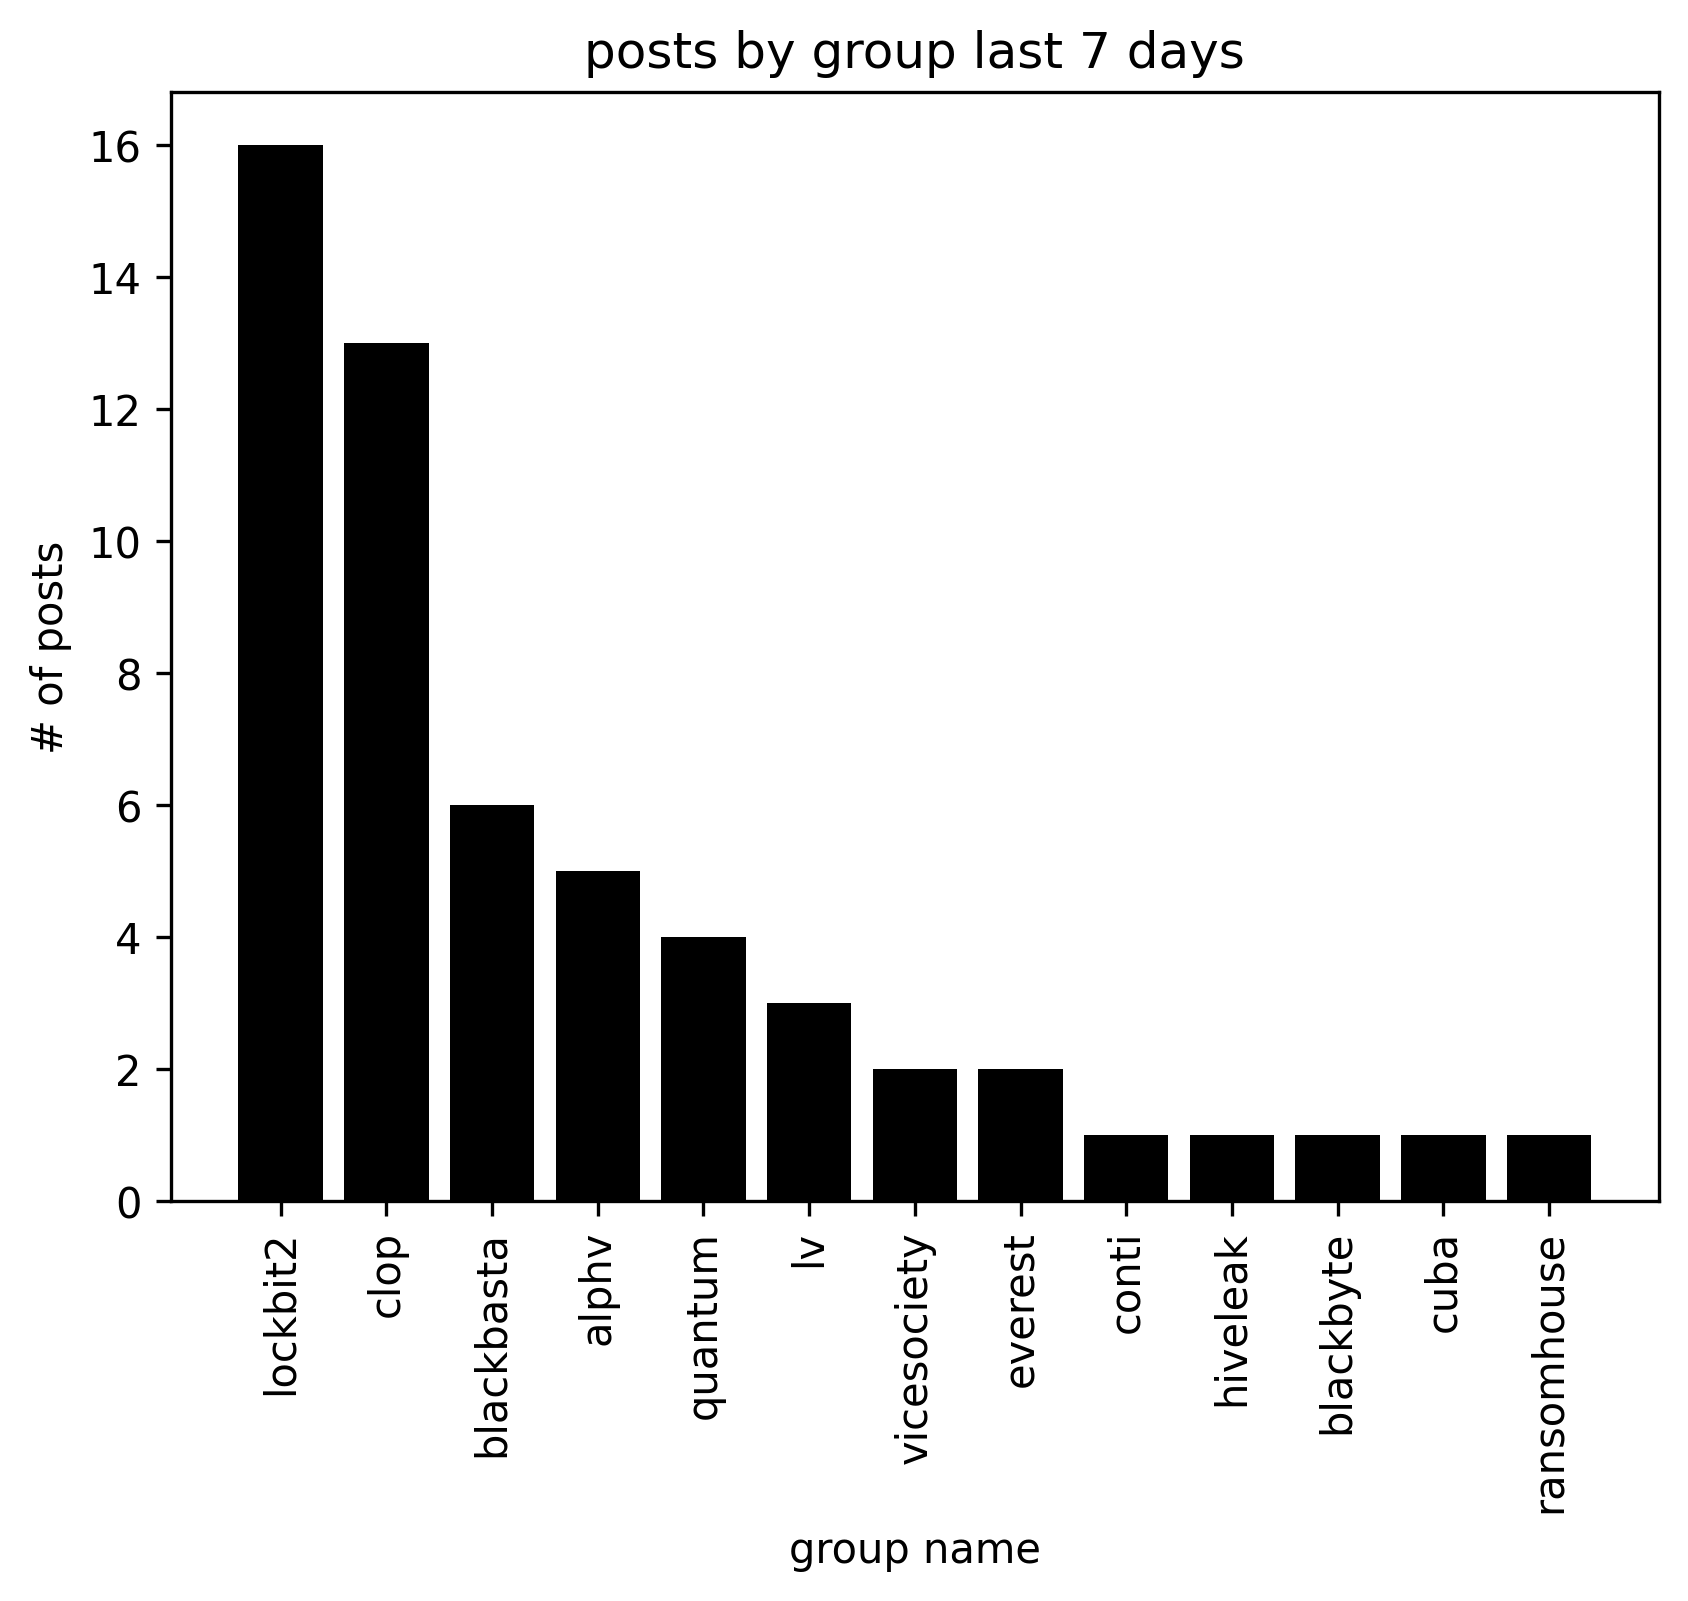 posts by group last 7 days
# of posts
16
14
12
10
8
6
4
2
0
lockbit2
clop
blackbasta
alphv
quantum
lv
vicesociety
everest
conti
hiveleak
blackbyte
cuba
ransomhouse
group name